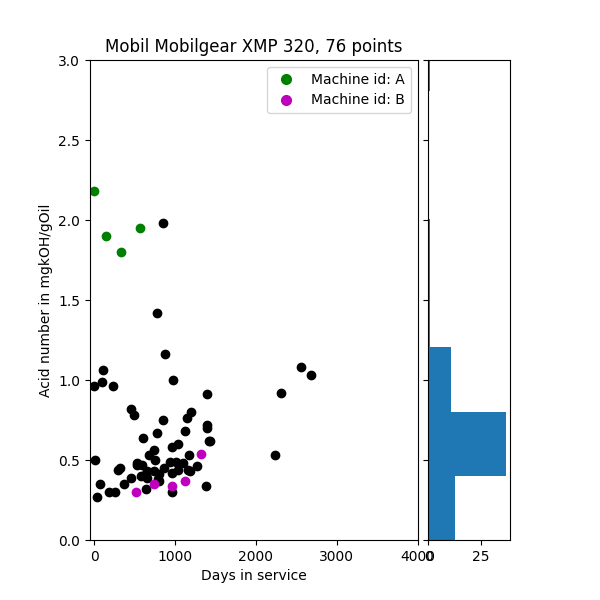 Mobil Mobilgear XMP 320, 76 points
Machine id: A
Machine id: B
Acid number in mgkOH/gOil
3.0
2.5
2.0
1.5
1.0
0.5
0.0
0 1000 2000 3000 4000 0 25
Days in service